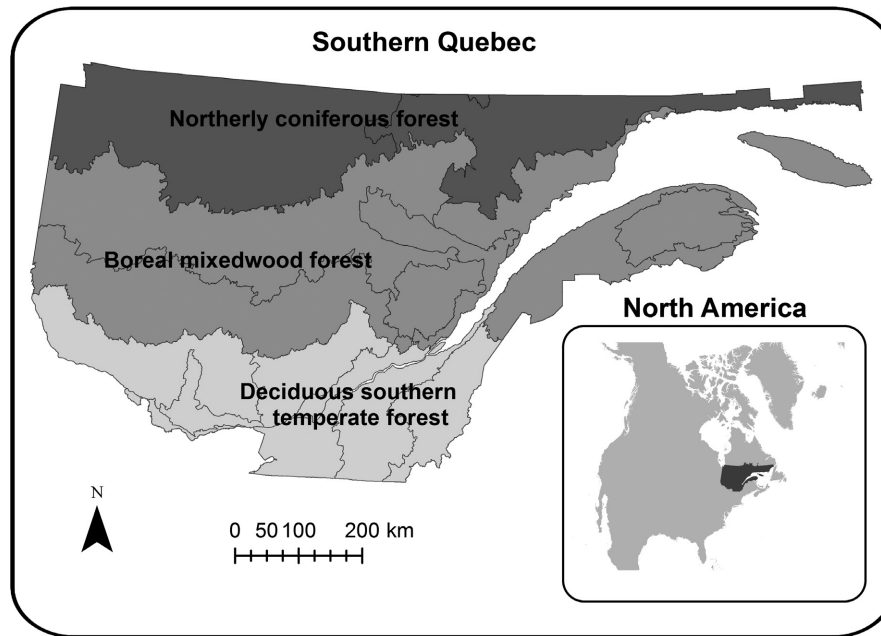 Southern Quebec
Northerly coniferous forest
Boreal mixedwood forest
North America
Deciduous southern
temperate forest
N
0 50 100 200 km